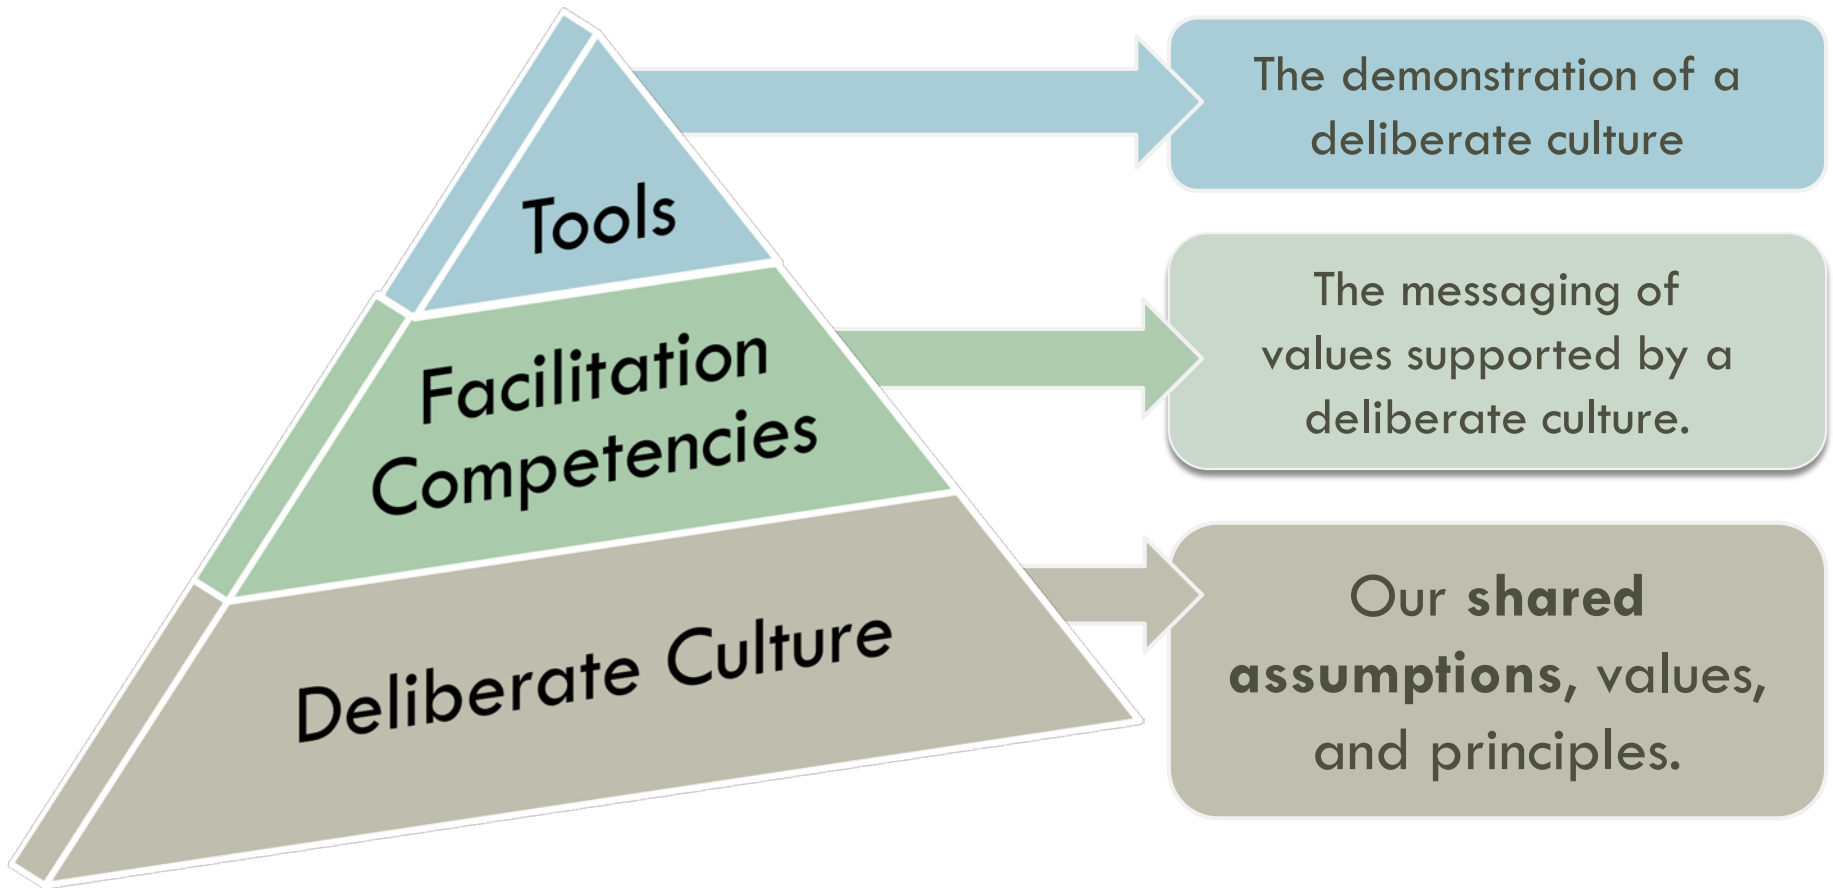 Tools
The demonstration of a
deliberate culture
Facilitation
Competencies
The messaging of
values supported by a
deliberate culture.
Deliberate Culture
Our shared
assumptions, values,
and principles.